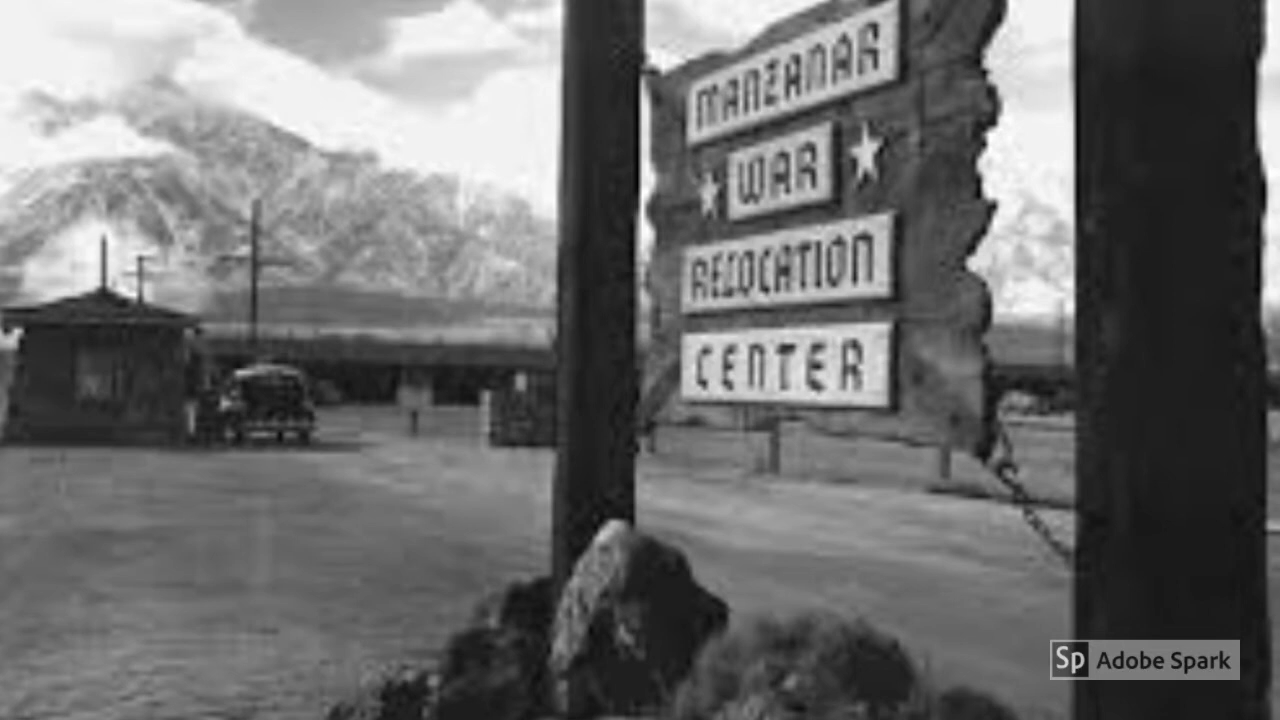 MANZANAR
WAR
RELOCATION
CENTER
Sp Adobe Spark